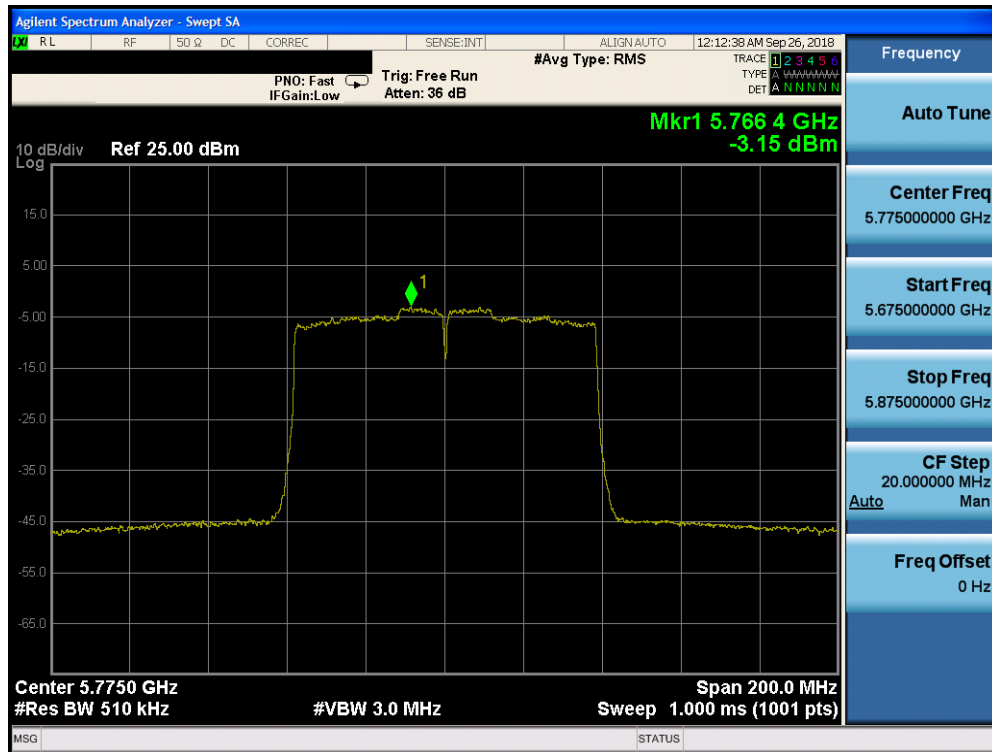 Agilent Spectrum Analyzer - Swept SA
LXI RL RF 50 Ω DC CORREC SENSE:INT ALIGN AUTO 12:12:38 AM Sep 26, 2018
PNO: Fast
IFGain:Low
Trig: Free Run
Atten: 36 dB
#Avg Type: RMS
TRACE 1 2 3 4 5 6
TYPE A
DET A N N N N N
Mkr1 5.766 4 GHz
-3.15 dBm
10 dB/div
Log
Ref 25.00 dBm
15.0
5.00
-5.00
-15.0
-25.0
-35.0
-45.0
-55.0
-65.0
1
Center 5.7750 GHz
Span 200.0 MHz
#Res BW 510 kHz
#VBW 3.0 MHz
Sweep 1.000 ms (1001 pts)
MSG
STATUS
Frequency
Auto Tune
Center Freq
5.775000000 GHz
Start Freq
5.675000000 GHz
Stop Freq
5.875000000 GHz
CF Step
20.000000 MHz
Auto Man
Freq Offset
0 Hz